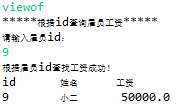 viewof
*****根据id查询雇员工资*****
请输入雇员id:
9
根据雇员id查找工资成功!
id 姓名 工资
9 小二 50000.0